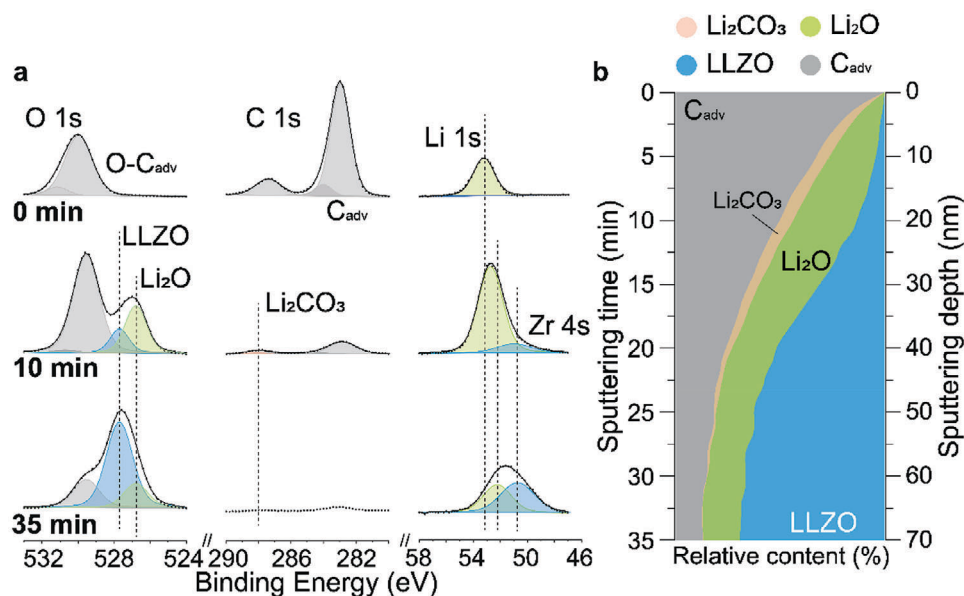 Li₂CO₃ Li₂O
LLZO Cadv
a
b
O 1s
C 1s
Li 1s
O-Cadv
Cadv
0 min
LLZO
Li₂O
Li₂CO₃
Zr 4s
10 min
35 min
533 528 524 290 286 282 58 54 50 46
Binding Energy (eV)
Sputtering time (min)
0
5
10
15
20
25
30
35
Cadv
Li₂CO₃
Li₂O
LLZO
Relative content (%)
0
10
20
30
40
50
60
70
Sputtering depth (nm)